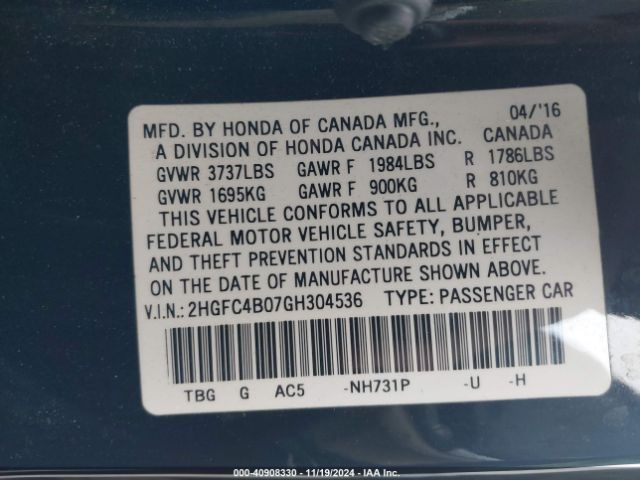 MFD. BY HONDA OF CANADA MFG., 04/'16
A DIVISION OF HONDA CANADA INC. CANADA
GVWR 3737LBS GAWR F 1984LBS R 1786LBS
GVWR 1695KG GAWR F 900KG R 810KG
THIS VEHICLE CONFORMS TO ALL APPLICABLE
FEDERAL MOTOR VEHICLE SAFETY, BUMPER,
AND THEFT PREVENTION STANDARDS IN EFFECT
ON THE DATE OF MANUFACTURE SHOWN ABOVE.
V.I.N.: 2HGFC4B07GH304536 TYPE: PASSENGER CAR
TBG G AC5 -NH731P -U -H
000-40908330 - 11/19/2024 - IAA Inc.